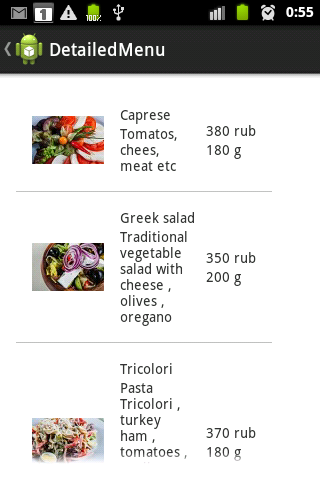 1
100%
0:55
DetailedMenu
Caprese
Tomatos,
chees,
meat etc
380 rub
180 g
Greek salad
Traditional
vegetable
salad with
cheese ,
olives ,
oregano
350 rub
200 g
Tricolori
Pasta
Tricolori ,
turkey
ham ,
tomatoes ,
370 rub
180 g